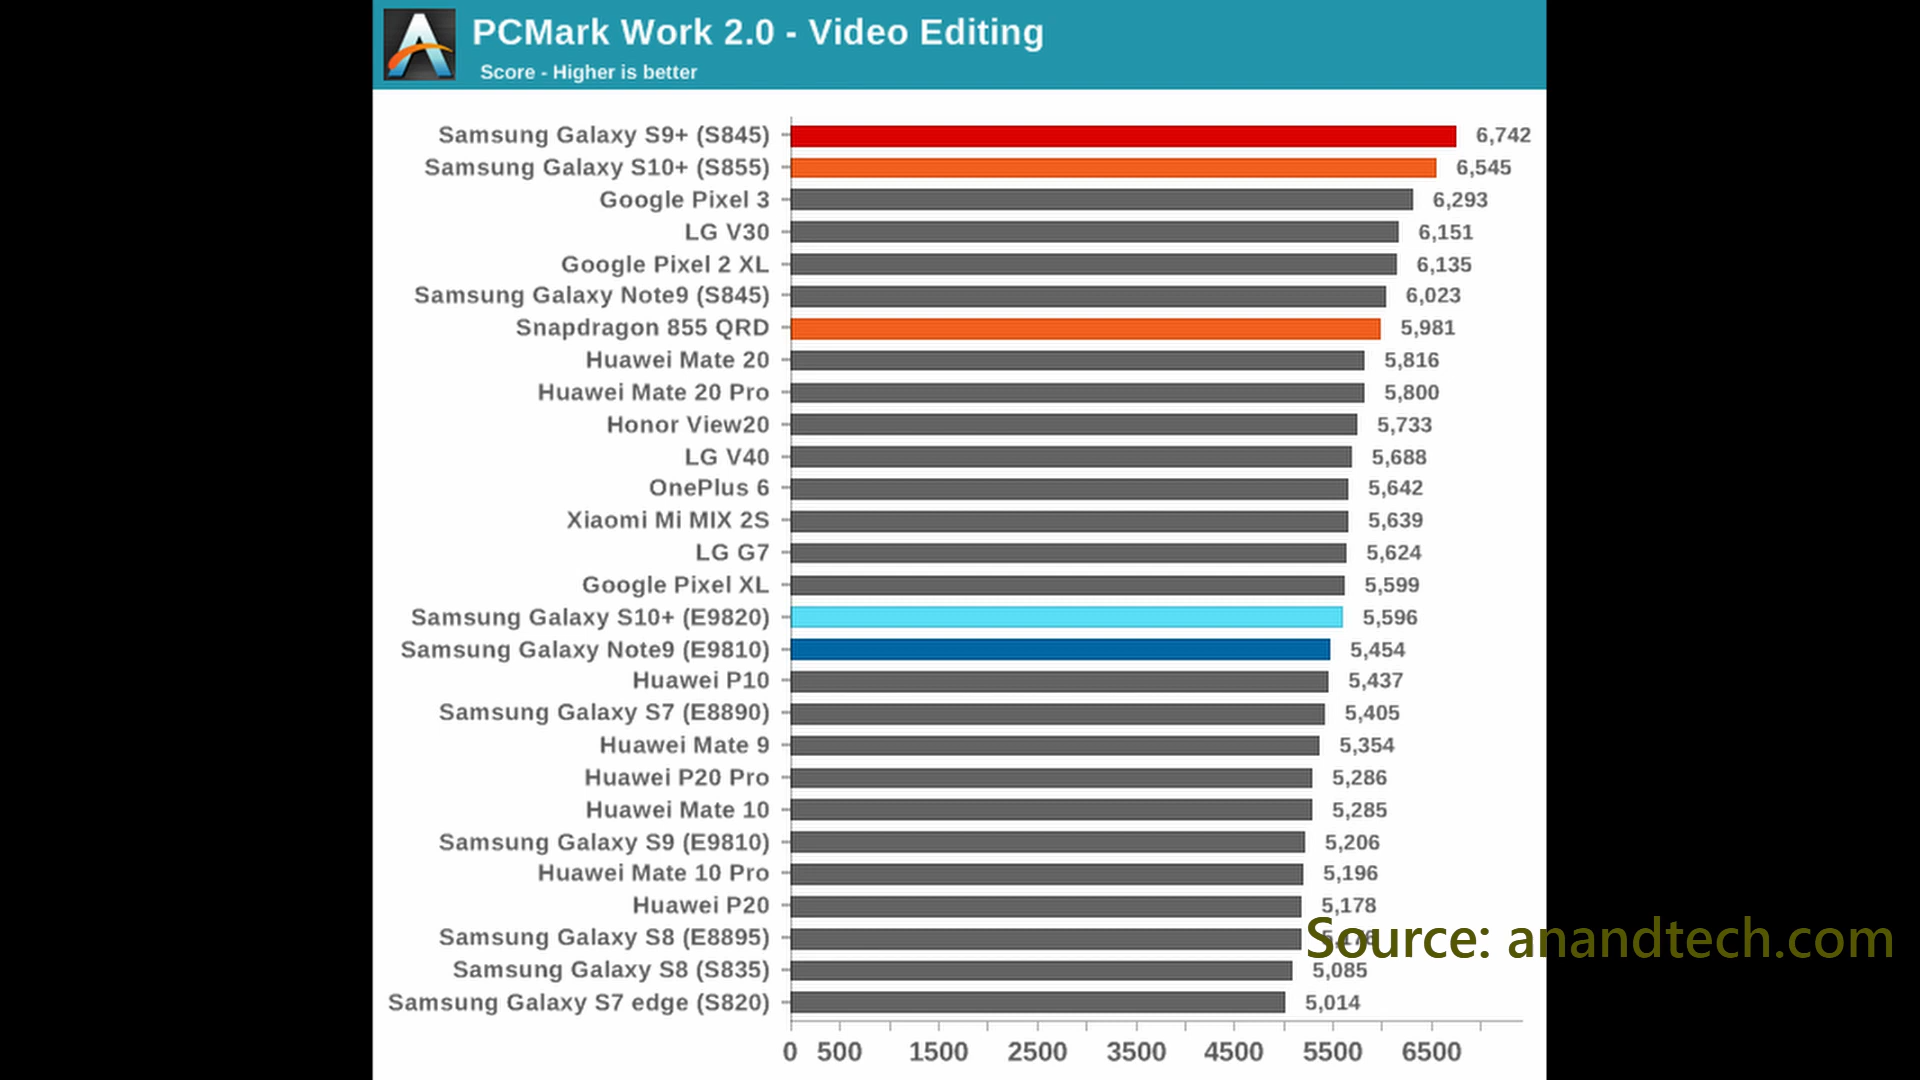 PCMark Work 2.0 - Video Editing
Score - Higher is better
Samsung Galaxy S9+ (S845) 6,742
Samsung Galaxy S10+ (S855) 6,545
Google Pixel 3 6,293
LG V30 6,151
Google Pixel 2 XL 6,135
Samsung Galaxy Note9 (S845) 6,023
Snapdragon 855 QRD 5,981
Huawei Mate 20 5,816
Huawei Mate 20 Pro 5,800
Honor View20 5,733
LG V40 5,688
OnePlus 6 5,642
Xiaomi Mi MIX 2S 5,639
LG G7 5,624
Google Pixel XL 5,599
Samsung Galaxy S10+ (E9820) 5,596
Samsung Galaxy Note9 (E9810) 5,454
Huawei P10 5,437
Samsung Galaxy S7 (E8890) 5,405
Huawei Mate 9 5,354
Huawei P20 Pro 5,286
Huawei Mate 10 5,285
Samsung Galaxy S9 (E9810) 5,206
Huawei Mate 10 Pro 5,196
Huawei P20 5,178
Samsung Galaxy S8 (E8895)
Source: anandtech.com
Samsung Galaxy S8 (S835) 5,085
Samsung Galaxy S7 edge (S820) 5,014
0 500 1500 2500 3500 4500 5500 6500